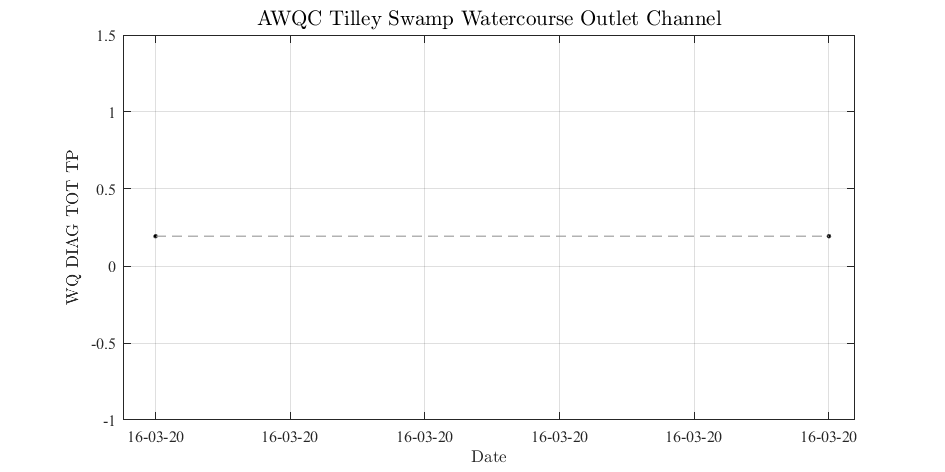 AWQC Tilley Swamp Watercourse Outlet Channel
WQ DIAG TOT TP
1.5
1
0.5
0
-0.5
-1
16-03-20 16-03-20 16-03-20 16-03-20 16-03-20 16-03-20
Date